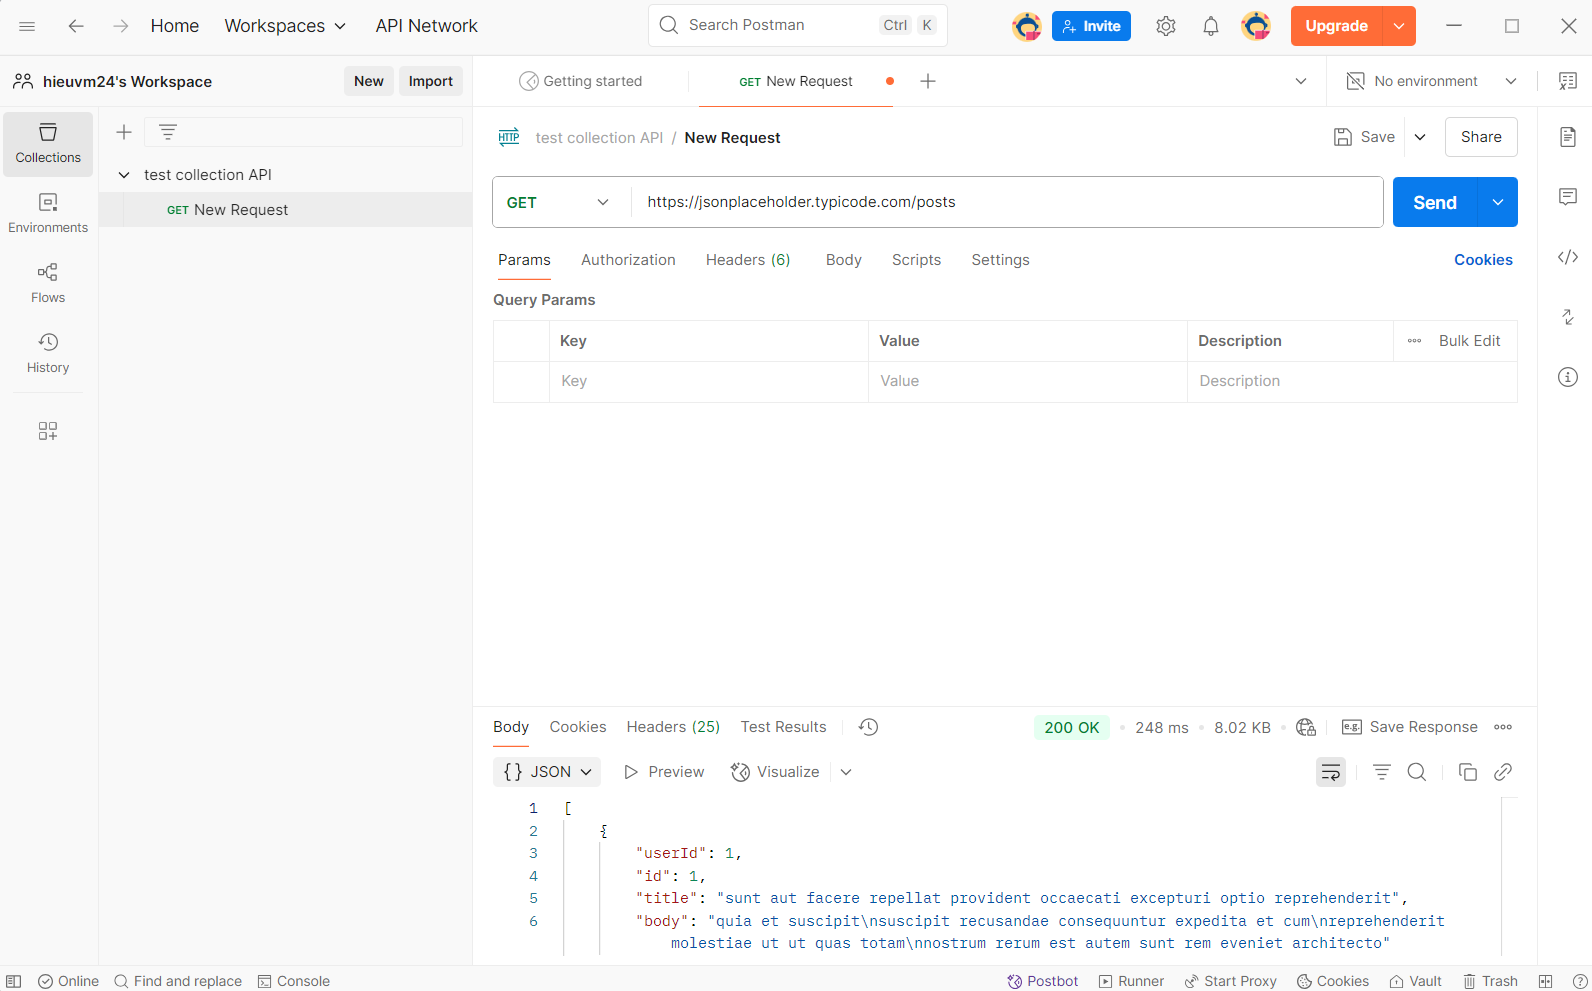 Home Workspaces API Network Search Postman Ctrl K Invite Upgrade
hieuvm24's Workspace New Import Getting started GET New Request No environment
Collections
Environments
Flows
History
test collection API
GET New Request
HTTP test collection API / New Request Save Share
GET https://jsonplaceholder.typicode.com/posts Send
Params Authorization Headers (6) Body Scripts Settings Cookies
Query Params
Key Value Description Bulk Edit
Key Value Description
Body Cookies Headers (25) Test Results 200 OK • 248 ms • 8.02 KB • e.g. Save Response
{} JSON Preview Visualize
1 [
2 {
3 "userId": 1,
4 "id": 1,
5 "title": "sunt aut facere repellat provident occaecati excepturi optio reprehenderit",
6 "body": "quia et suscipit\nsuscipit recusandae consequuntur expedita et cum\nreprehenderit
molestiae ut ut quas totam\nnostrum rerum est autem sunt rem eveniet architecto"
Online Find and replace Console Postbot Runner Start Proxy Cookies Vault Trash